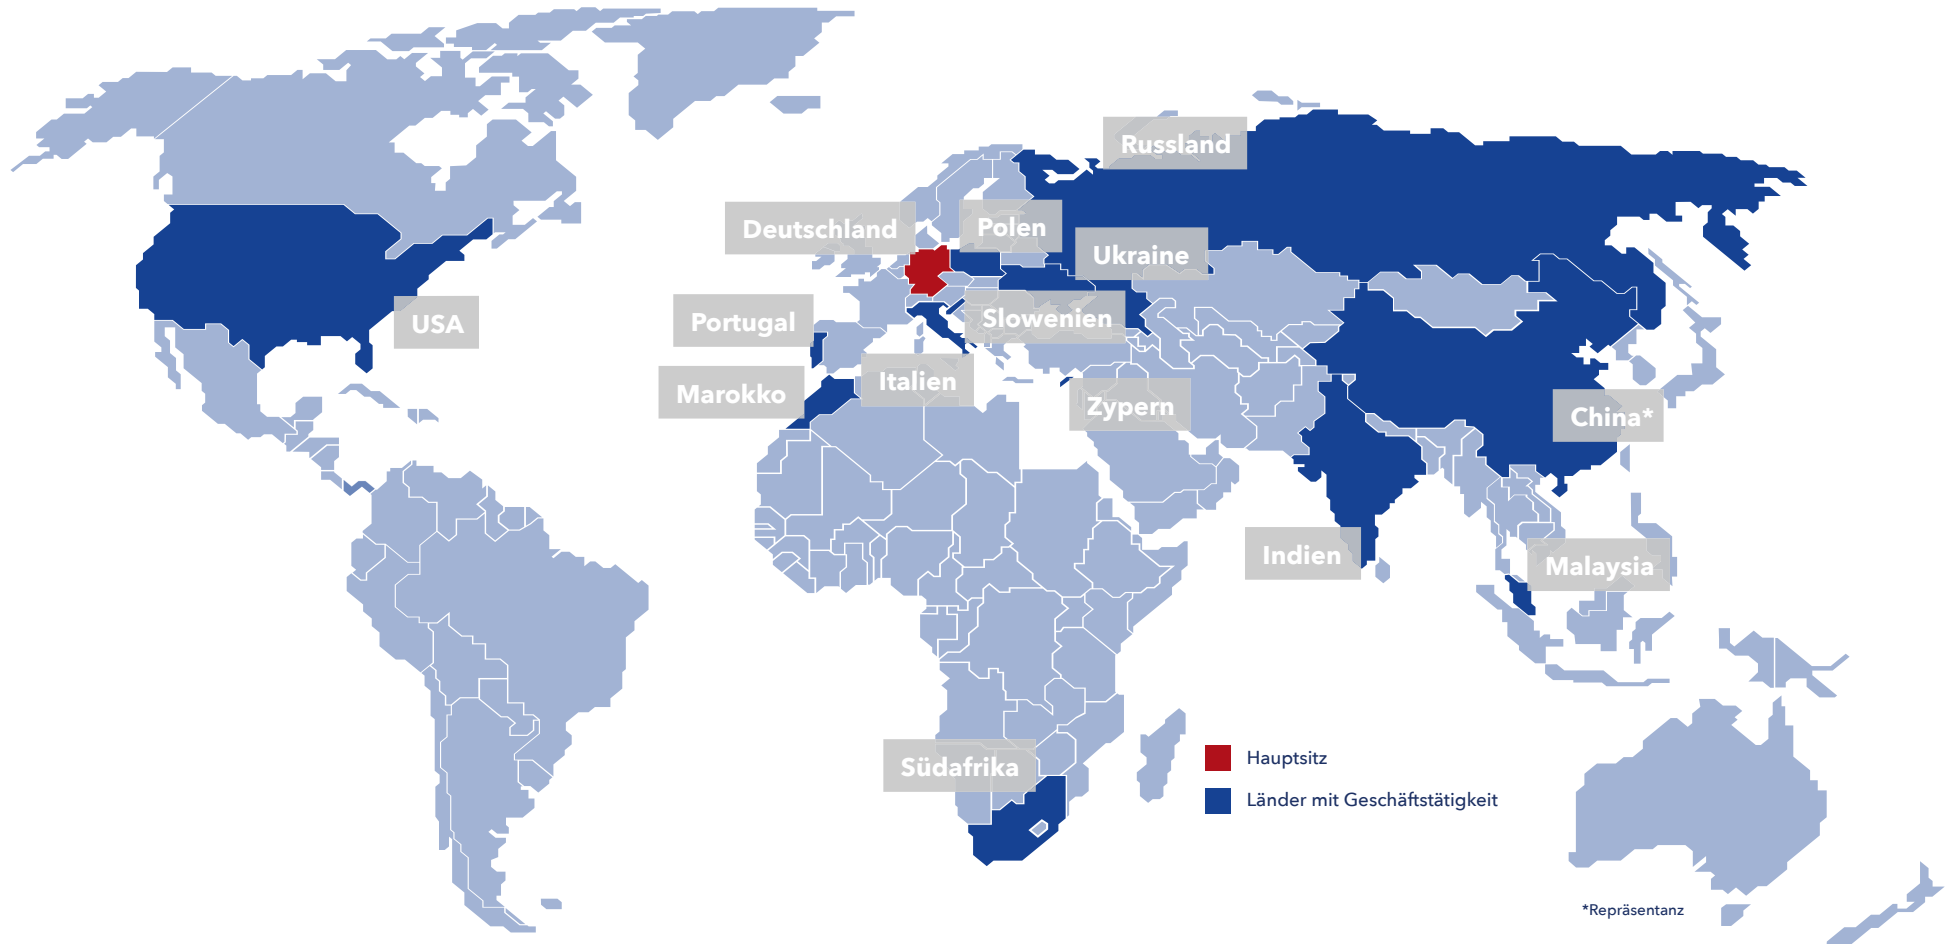 Russland
Deutschland
Polen
Ukraine
USA
Portugal
Slowenien
Italien
Marokko
Zypern
China*
Indien
Malaysia
Südafrika
Hauptsitz
Länder mit Geschäftstätigkeit
*Repräsentanz